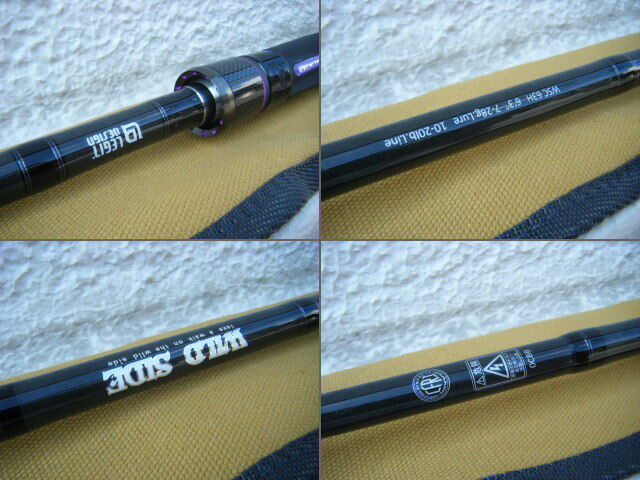 LEGIT
DESIGN
WSC 63H 6'3" 7-28g.Lure 10-20lb.Line
WILD SIDE
take a walk on the wild side